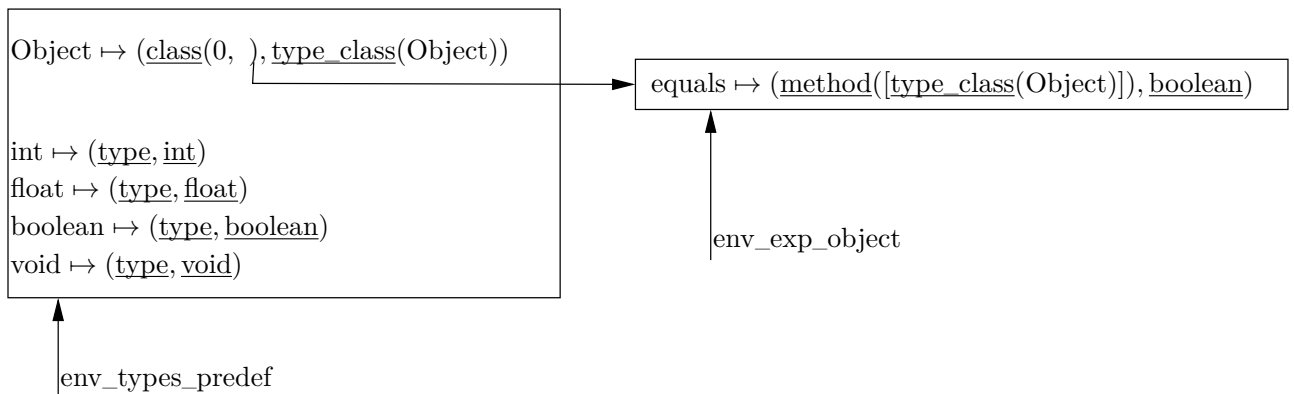 Object ↦ (class(0, ), type_class(Object))
equals ↦ (method([type_class(Object)]), boolean)
int ↦ (type, int)
float ↦ (type, float)
boolean ↦ (type, boolean)
void ↦ (type, void)
env_exp_object
env_types_predef